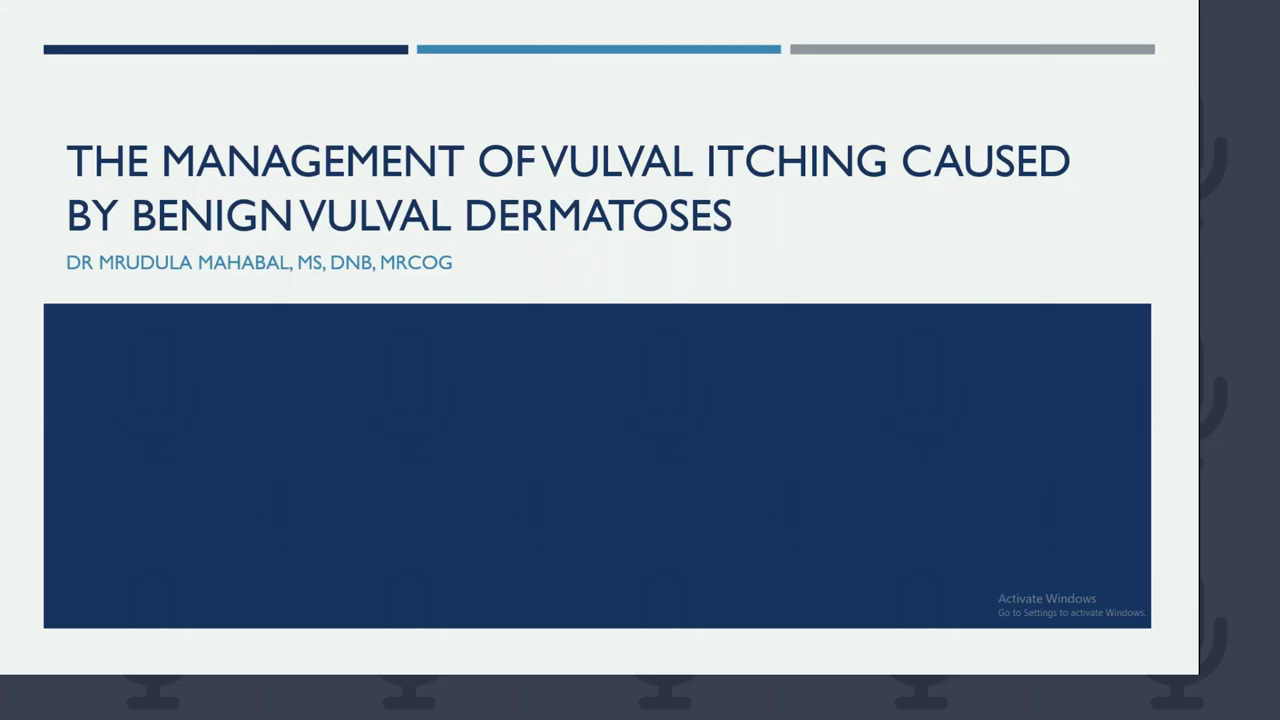 THE MANAGEMENT OF VULVAL ITCHING CAUSED
BY BENIGN VULVAL DERMATOSES
DR MRUDULA MAHABAL, MS, DNB, MRCOG
Activate Windows
Go to Settings to activate Windows.